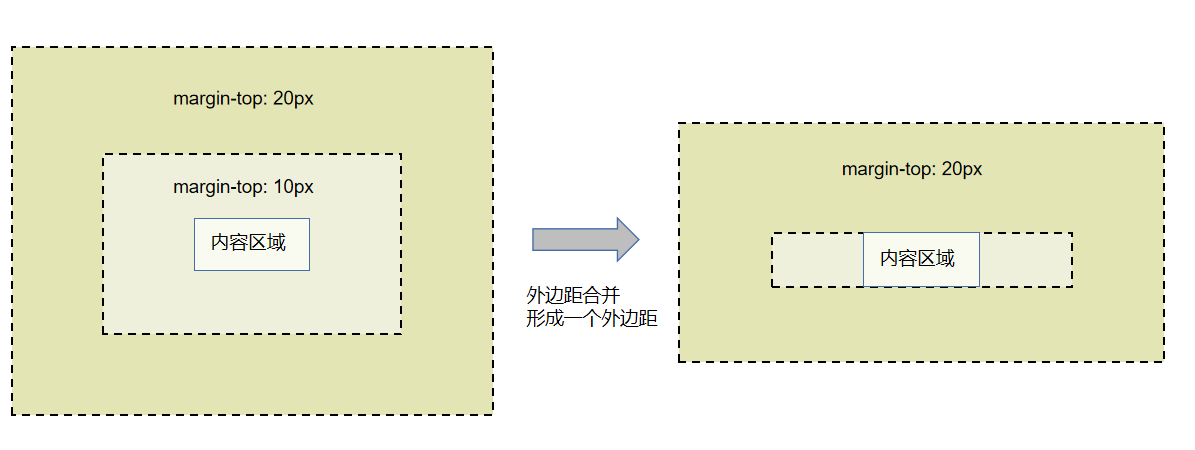 margin-top: 20px
margin-top: 10px
内容区域
外边距合并
形成一个外边距
margin-top: 20px
内容区域